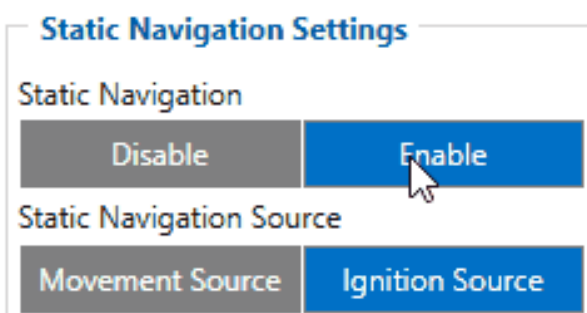 Static Navigation Settings
Static Navigation
Disable Enable
Static Navigation Source
Movement Source Ignition Source